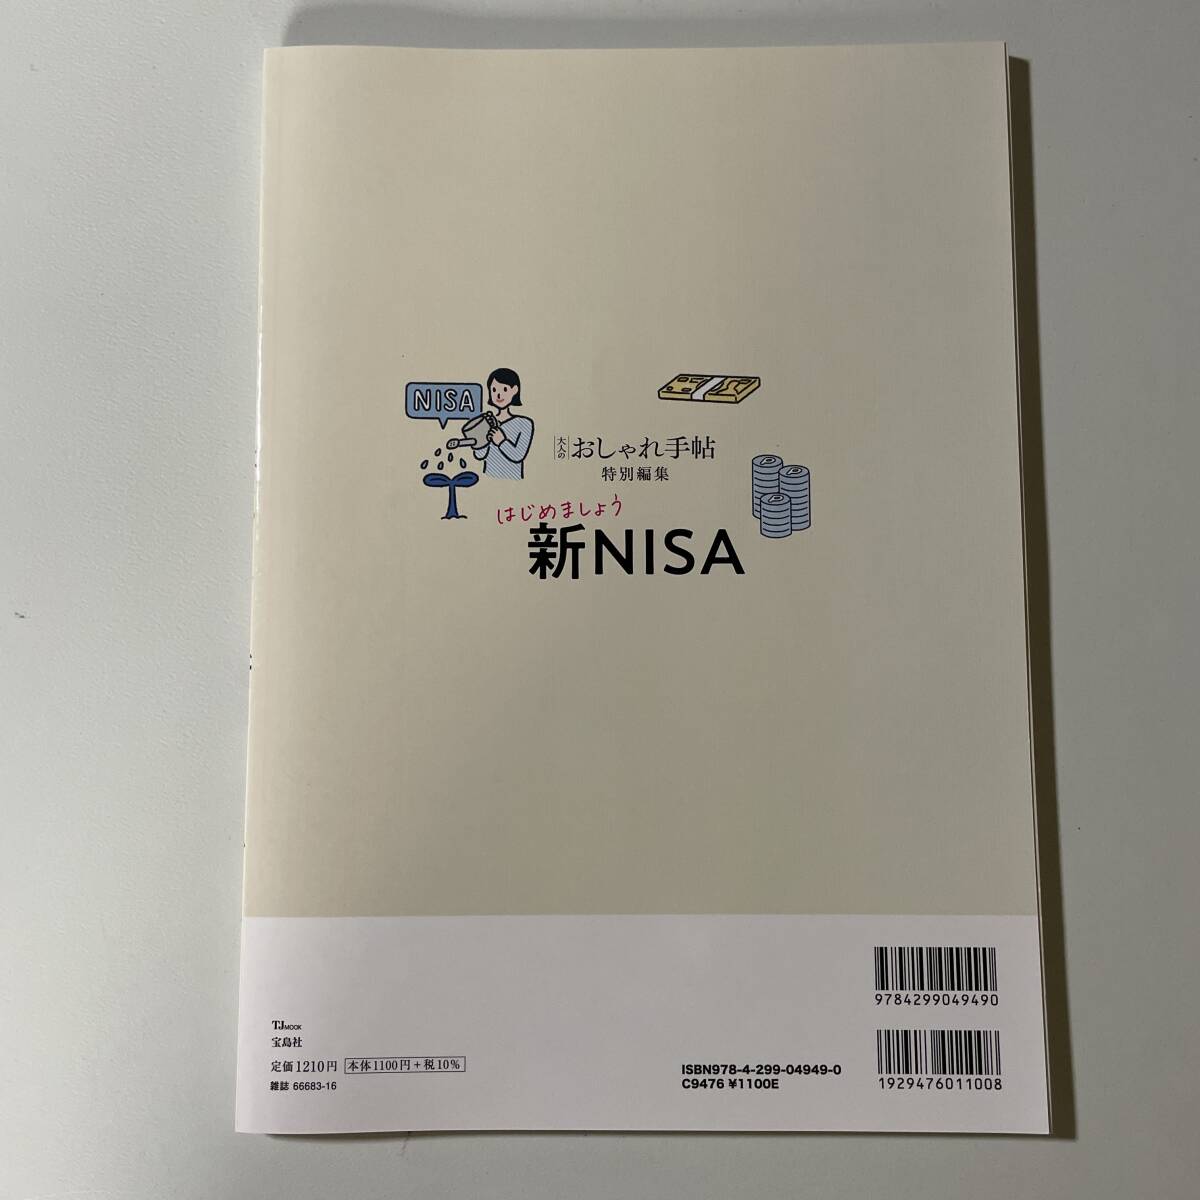 NISA
大人の
おしゃれ手帖
特別編集
はじめましょう
新NISA
9784299049490
TJ MOOK
宝島社
定価1210円 本体1100円+税10%
雑誌 66683-16
ISBN978-4-299-04949-0
C9476 ¥1100E
1929476011008